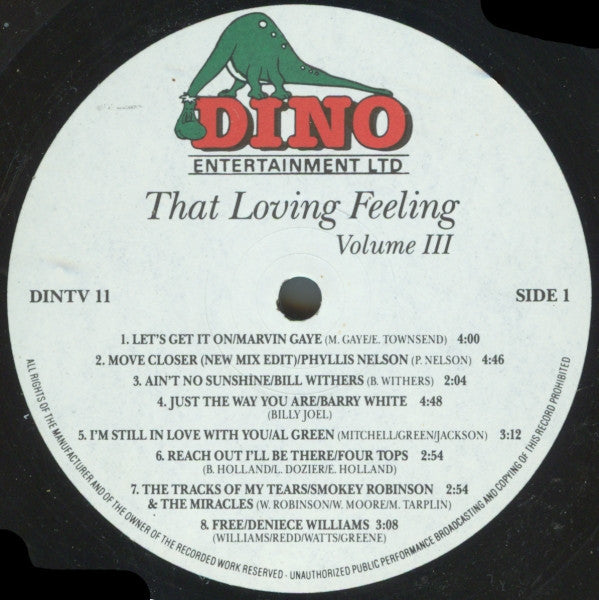 DINO
ENTERTAINMENT LTD
That Loving Feeling
Volume III
DINTV 11
SIDE 1
1. LET'S GET IT ON/MARVIN GAYE (M. GAYE/E. TOWNSEND) 4:00
2. MOVE CLOSER (NEW MIX EDIT)/PHYLLIS NELSON (P. NELSON) 4:46
3. AIN'T NO SUNSHINE/BILL WITHERS (B. WITHERS) 2:04
4. JUST THE WAY YOU ARE/BARRY WHITE 4:48
(BILLY JOEL)
5. I'M STILL IN LOVE WITH YOU/AL GREEN (MITCHELL/GREEN/JACKSON) 3:12
6. REACH OUT I'LL BE THERE/FOUR TOPS 2:54
(B. HOLLAND/L. DOZIER/E. HOLLAND)
7. THE TRACKS OF MY TEARS/SMOKEY ROBINSON 2:54
& THE MIRACLES (W. ROBINSON/W. MOORE/M. TARPLIN)
8. FREE/DENIECE WILLIAMS 3:08
(WILLIAMS/REDD/WATTS/GREENE)
ALL RIGHTS OF THE MANUFACTURER AND OF THE OWNER OF THE RECORDED WORK RESERVED - UNAUTHORIZED PUBLIC PERFORMANCE BROADCASTING AND COPYING OF THIS RECORD PROHIBITED